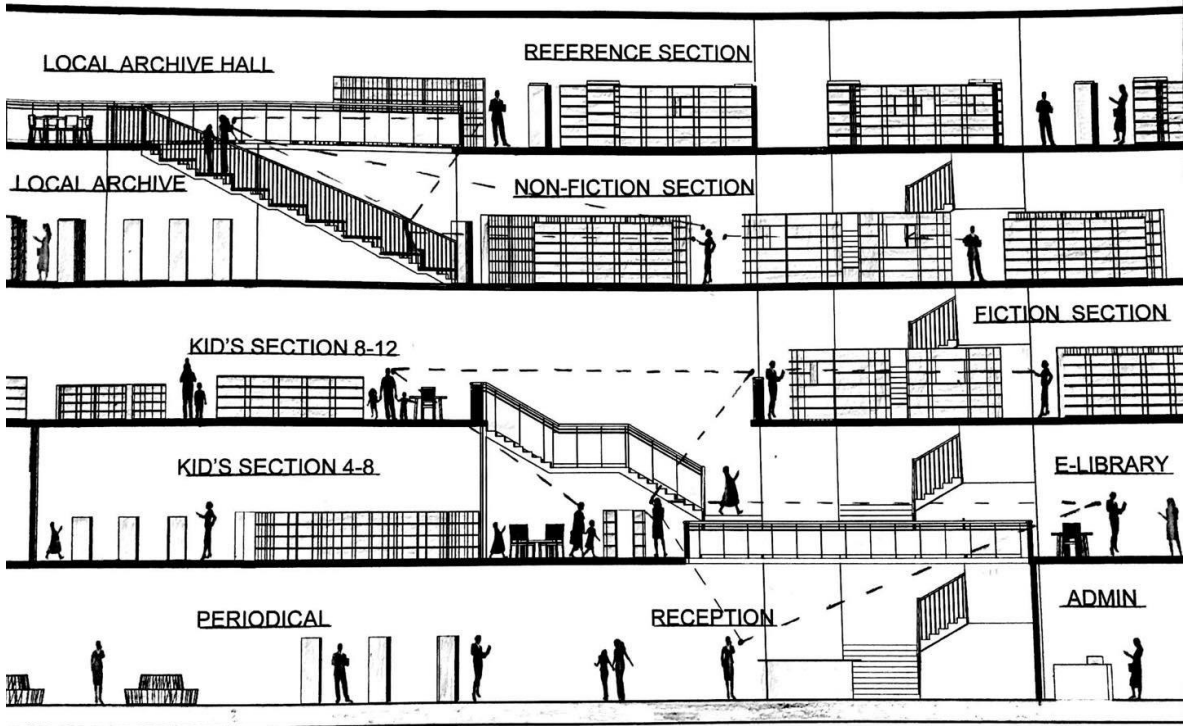 LOCAL ARCHIVE HALL
REFERENCE SECTION
LOCAL ARCHIVE
NON-FICTION SECTION
KID'S SECTION 8-12
FICTION SECTION
KID'S SECTION 4-8
E-LIBRARY
PERIODICAL
RECEPTION
ADMIN